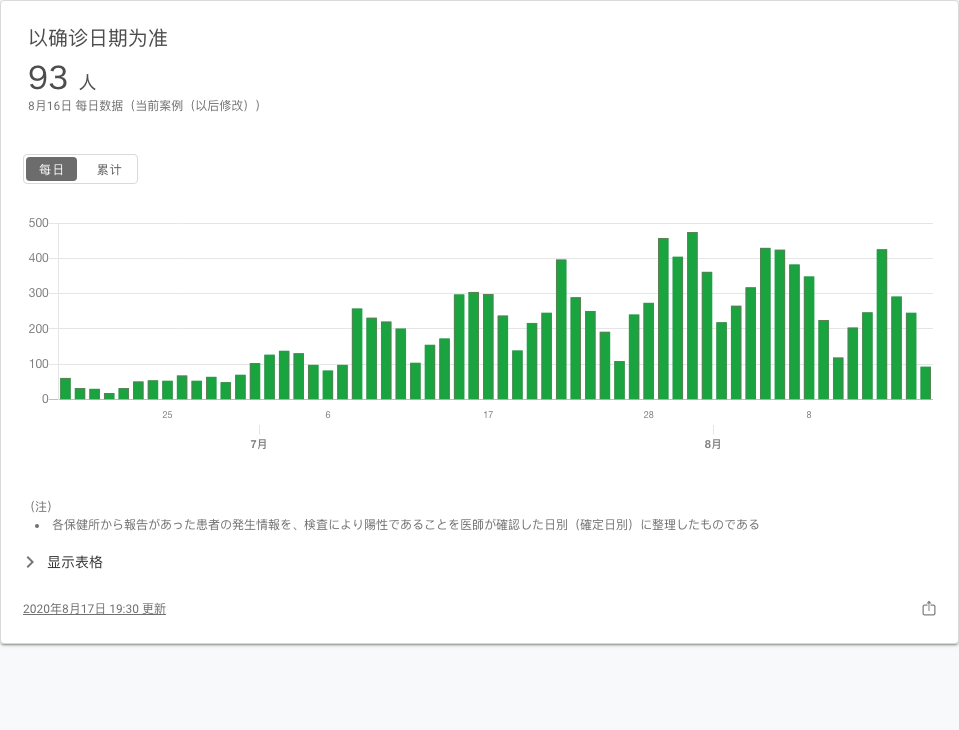 以确诊日期为准
93 人
8月16日 每日数据（当前案例（以后修改））
每日 累计
500
400
300
200
100
0
25 6 17 28 8
7月 8月
（注）
• 各保健所から報告があった患者の発生情報を、検査により陽性であることを医師が確認した日別（確定日別）に整理したものである
显示表格
2020年8月17日 19:30 更新